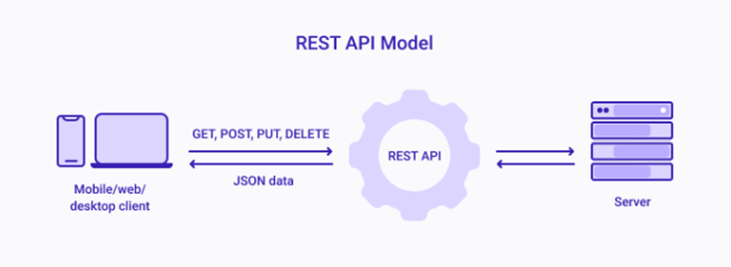 REST API Model
GET, POST, PUT, DELETE
REST API
JSON data
Mobile/web/
desktop client
Server